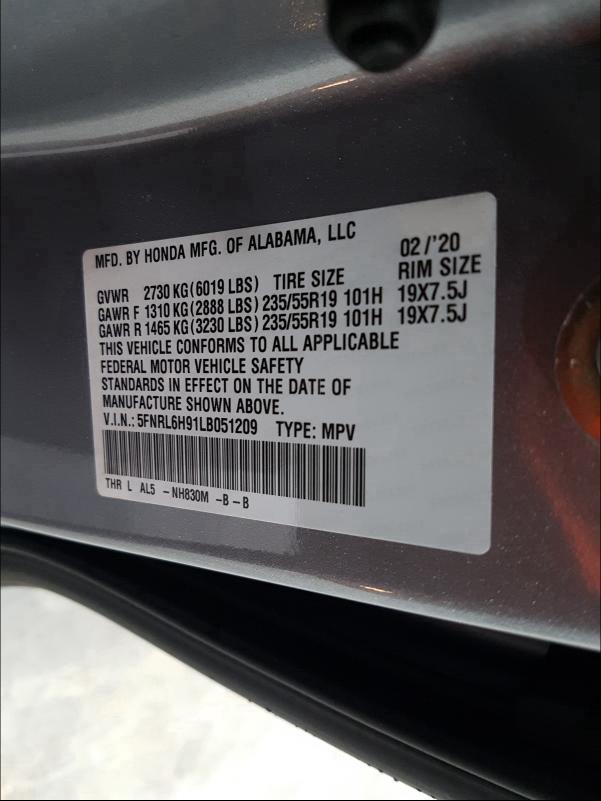 MFD. BY HONDA MFG. OF ALABAMA, LLC 02/'20
GVWR 2730 KG (6019 LBS) TIRE SIZE RIM SIZE
GAWR F 1310 KG (2888 LBS) 235/55R19 101H 19X7.5J
GAWR R 1465 KG (3230 LBS) 235/55R19 101H 19X7.5J
THIS VEHICLE CONFORMS TO ALL APPLICABLE
FEDERAL MOTOR VEHICLE SAFETY
STANDARDS IN EFFECT ON THE DATE OF
MANUFACTURE SHOWN ABOVE.
V.I.N.: 5FNRL6H91LB051209 TYPE: MPV
THR L AL5 -NH830M -B-B